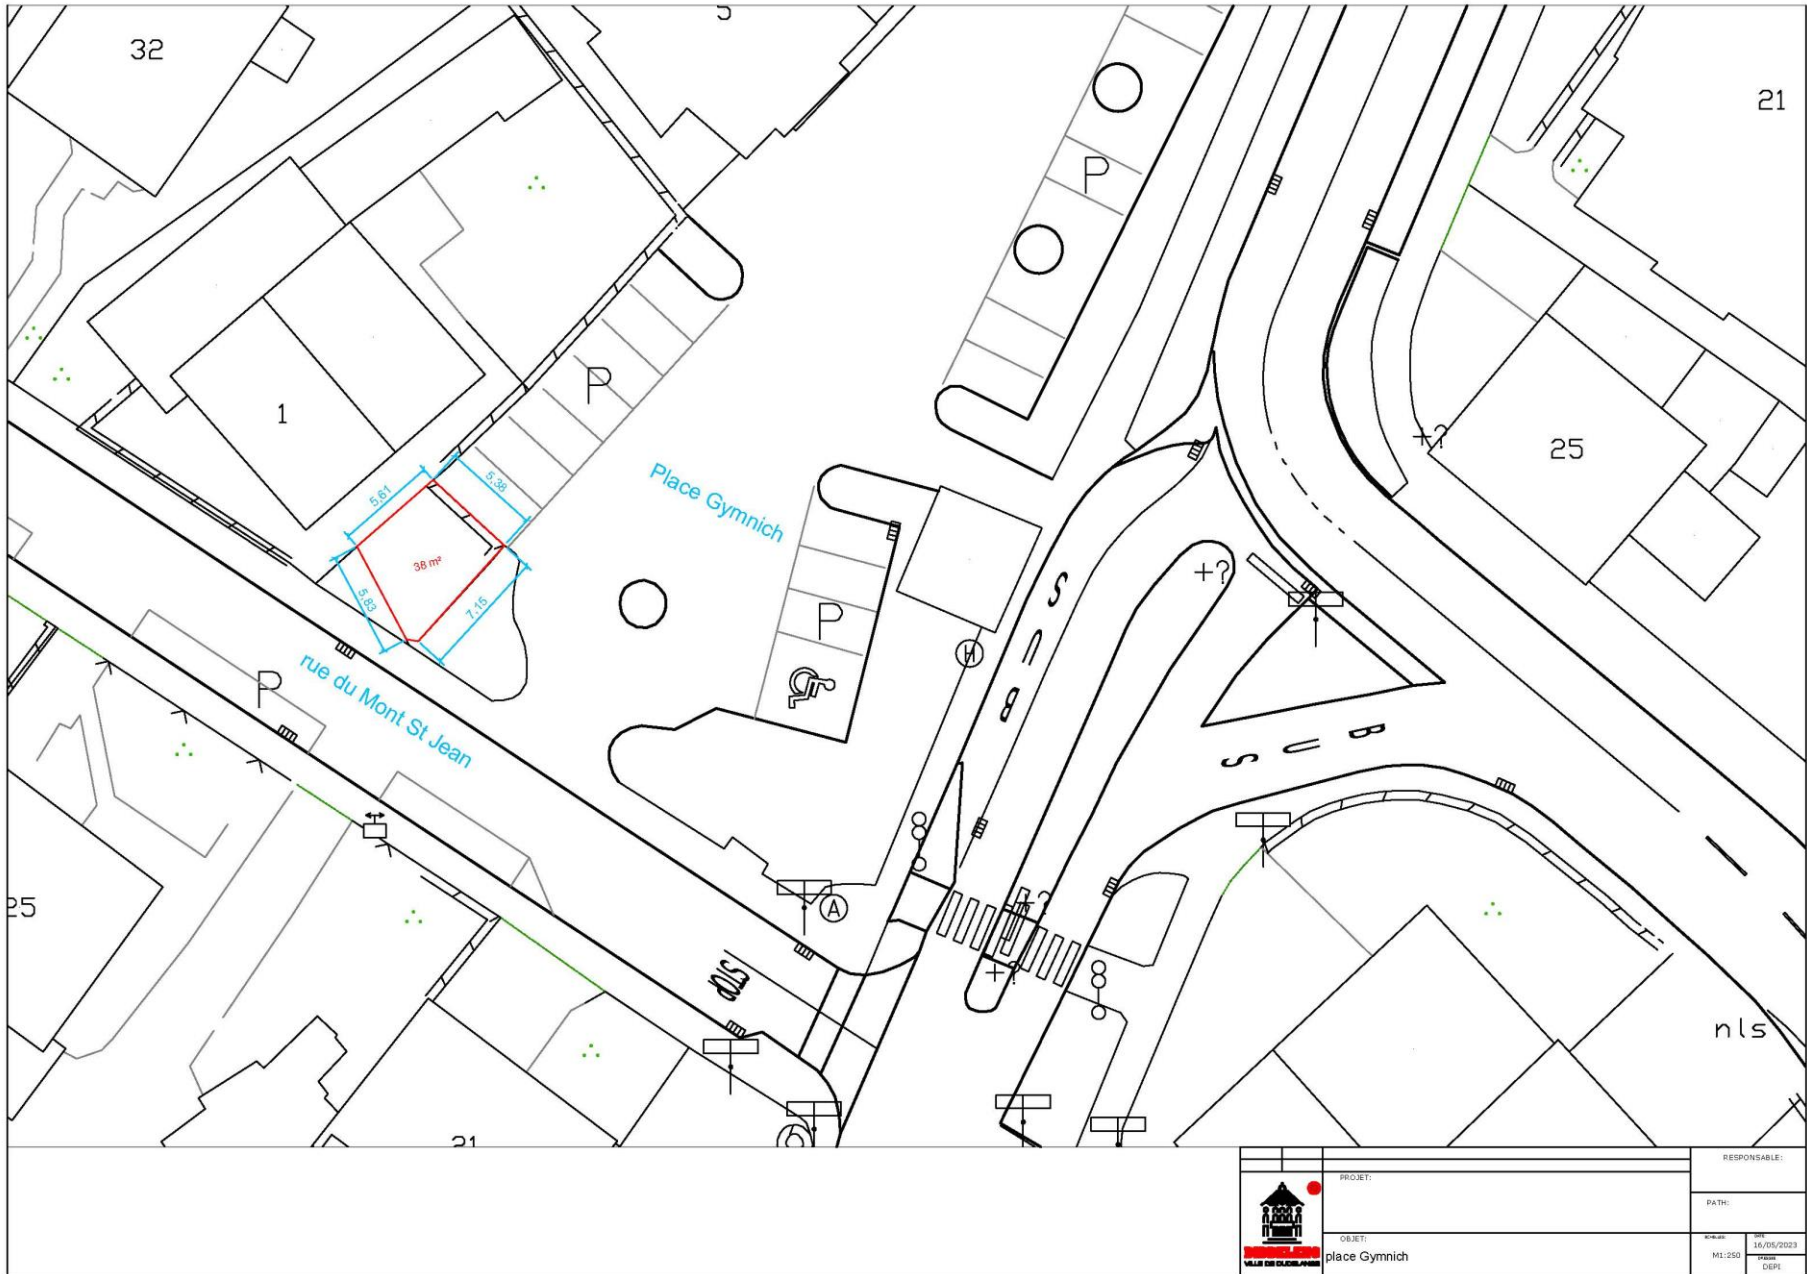 32
5
21
P
P
1
25
+?
5,61
5,38
Place Gymnich
38 m²
5,83
7,15
+?
BUS
P
H
P
rue du Mont St Jean
BUS
25
A
+?
+?
STOP
nls
21
RESPONSABLE:
PROJET:
PATH:
DATE
16/05/2023
M1:250
DEPI
OBJET:
place Gymnich
DIDDELENG
VILLE DE DUDELANGE